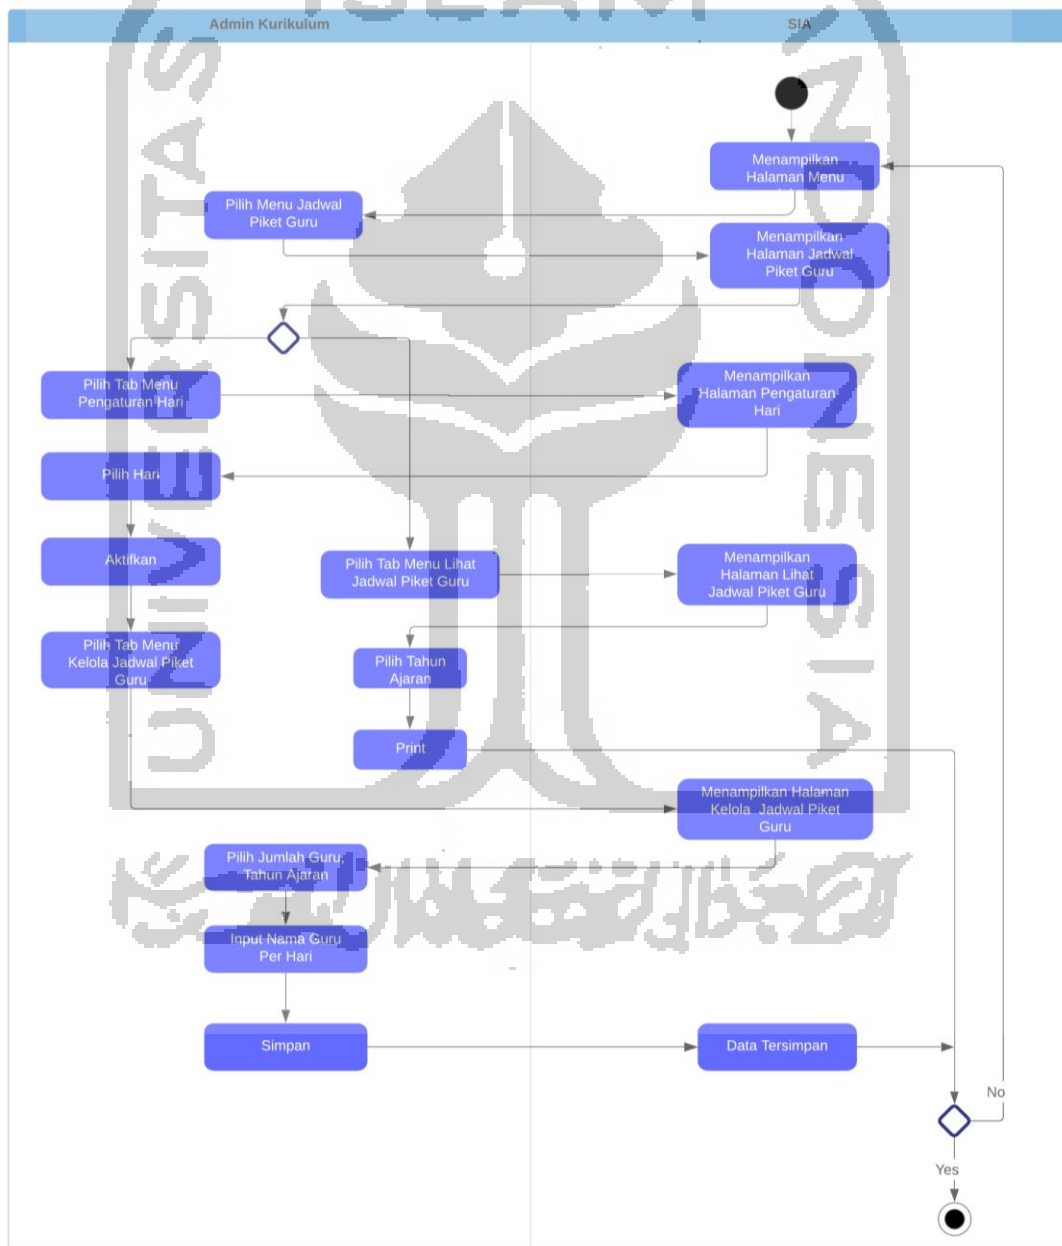 ISLAM
Admin Kurikulum
SIA
UNIVERSITAS
INDONESIA
Menampilkan
Halaman Menu
Pilih Menu Jadwal
Piket Guru
Menampilkan
Halaman Jadwal
Piket Guru
Pilih Tab Menu
Pengaturan Hari
Menampilkan
Halaman Pengaturan
Hari
Pilih Hari
Aktifkan
Pilih Tab Menu Lihat
Jadwal Piket Guru
Menampilkan
Halaman Lihat
Jadwal Piket Guru
Pilih Tab Menu
Kelola Jadwal Piket
Guru
Pilih Tahun
Ajaran
Print
Menampilkan Halaman
Kelola Jadwal Piket
Guru
Pilih Jumlah Guru,
Tahun Ajaran
Input Nama Guru
Per Hari
Simpan
Data Tersimpan
No
Yes